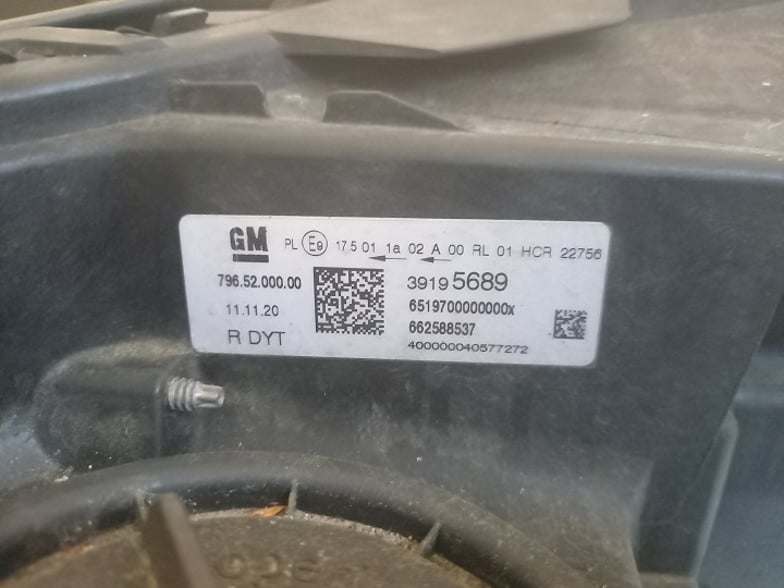 GM PL E9 17.5 01 1a 02 A 00 RL 01 HCR 22756
796.52.000.00
39195689
11.11.20
6519700000000x
662588537
R DYT
400000040577272